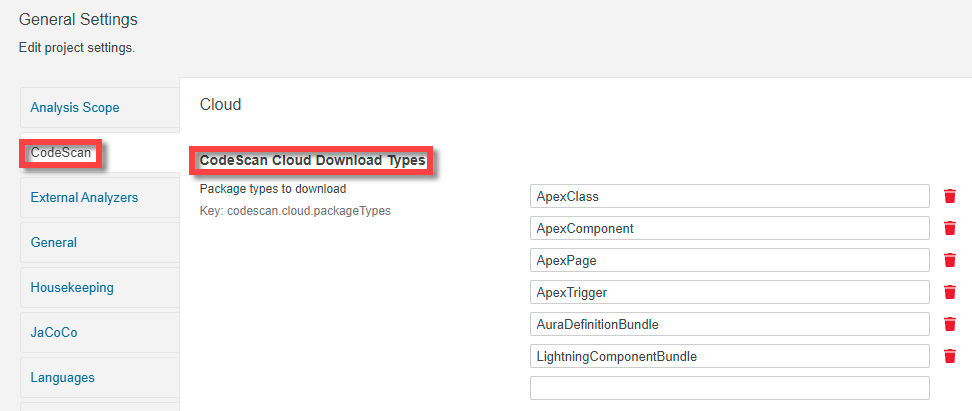 General Settings
Edit project settings.
Analysis Scope
CodeScan
External Analyzers
General
Housekeeping
JaCoCo
Languages
Cloud
CodeScan Cloud Download Types
Package types to download
Key: codescan.cloud.packageTypes
ApexClass
ApexComponent
ApexPage
ApexTrigger
AuraDefinitionBundle
LightningComponentBundle